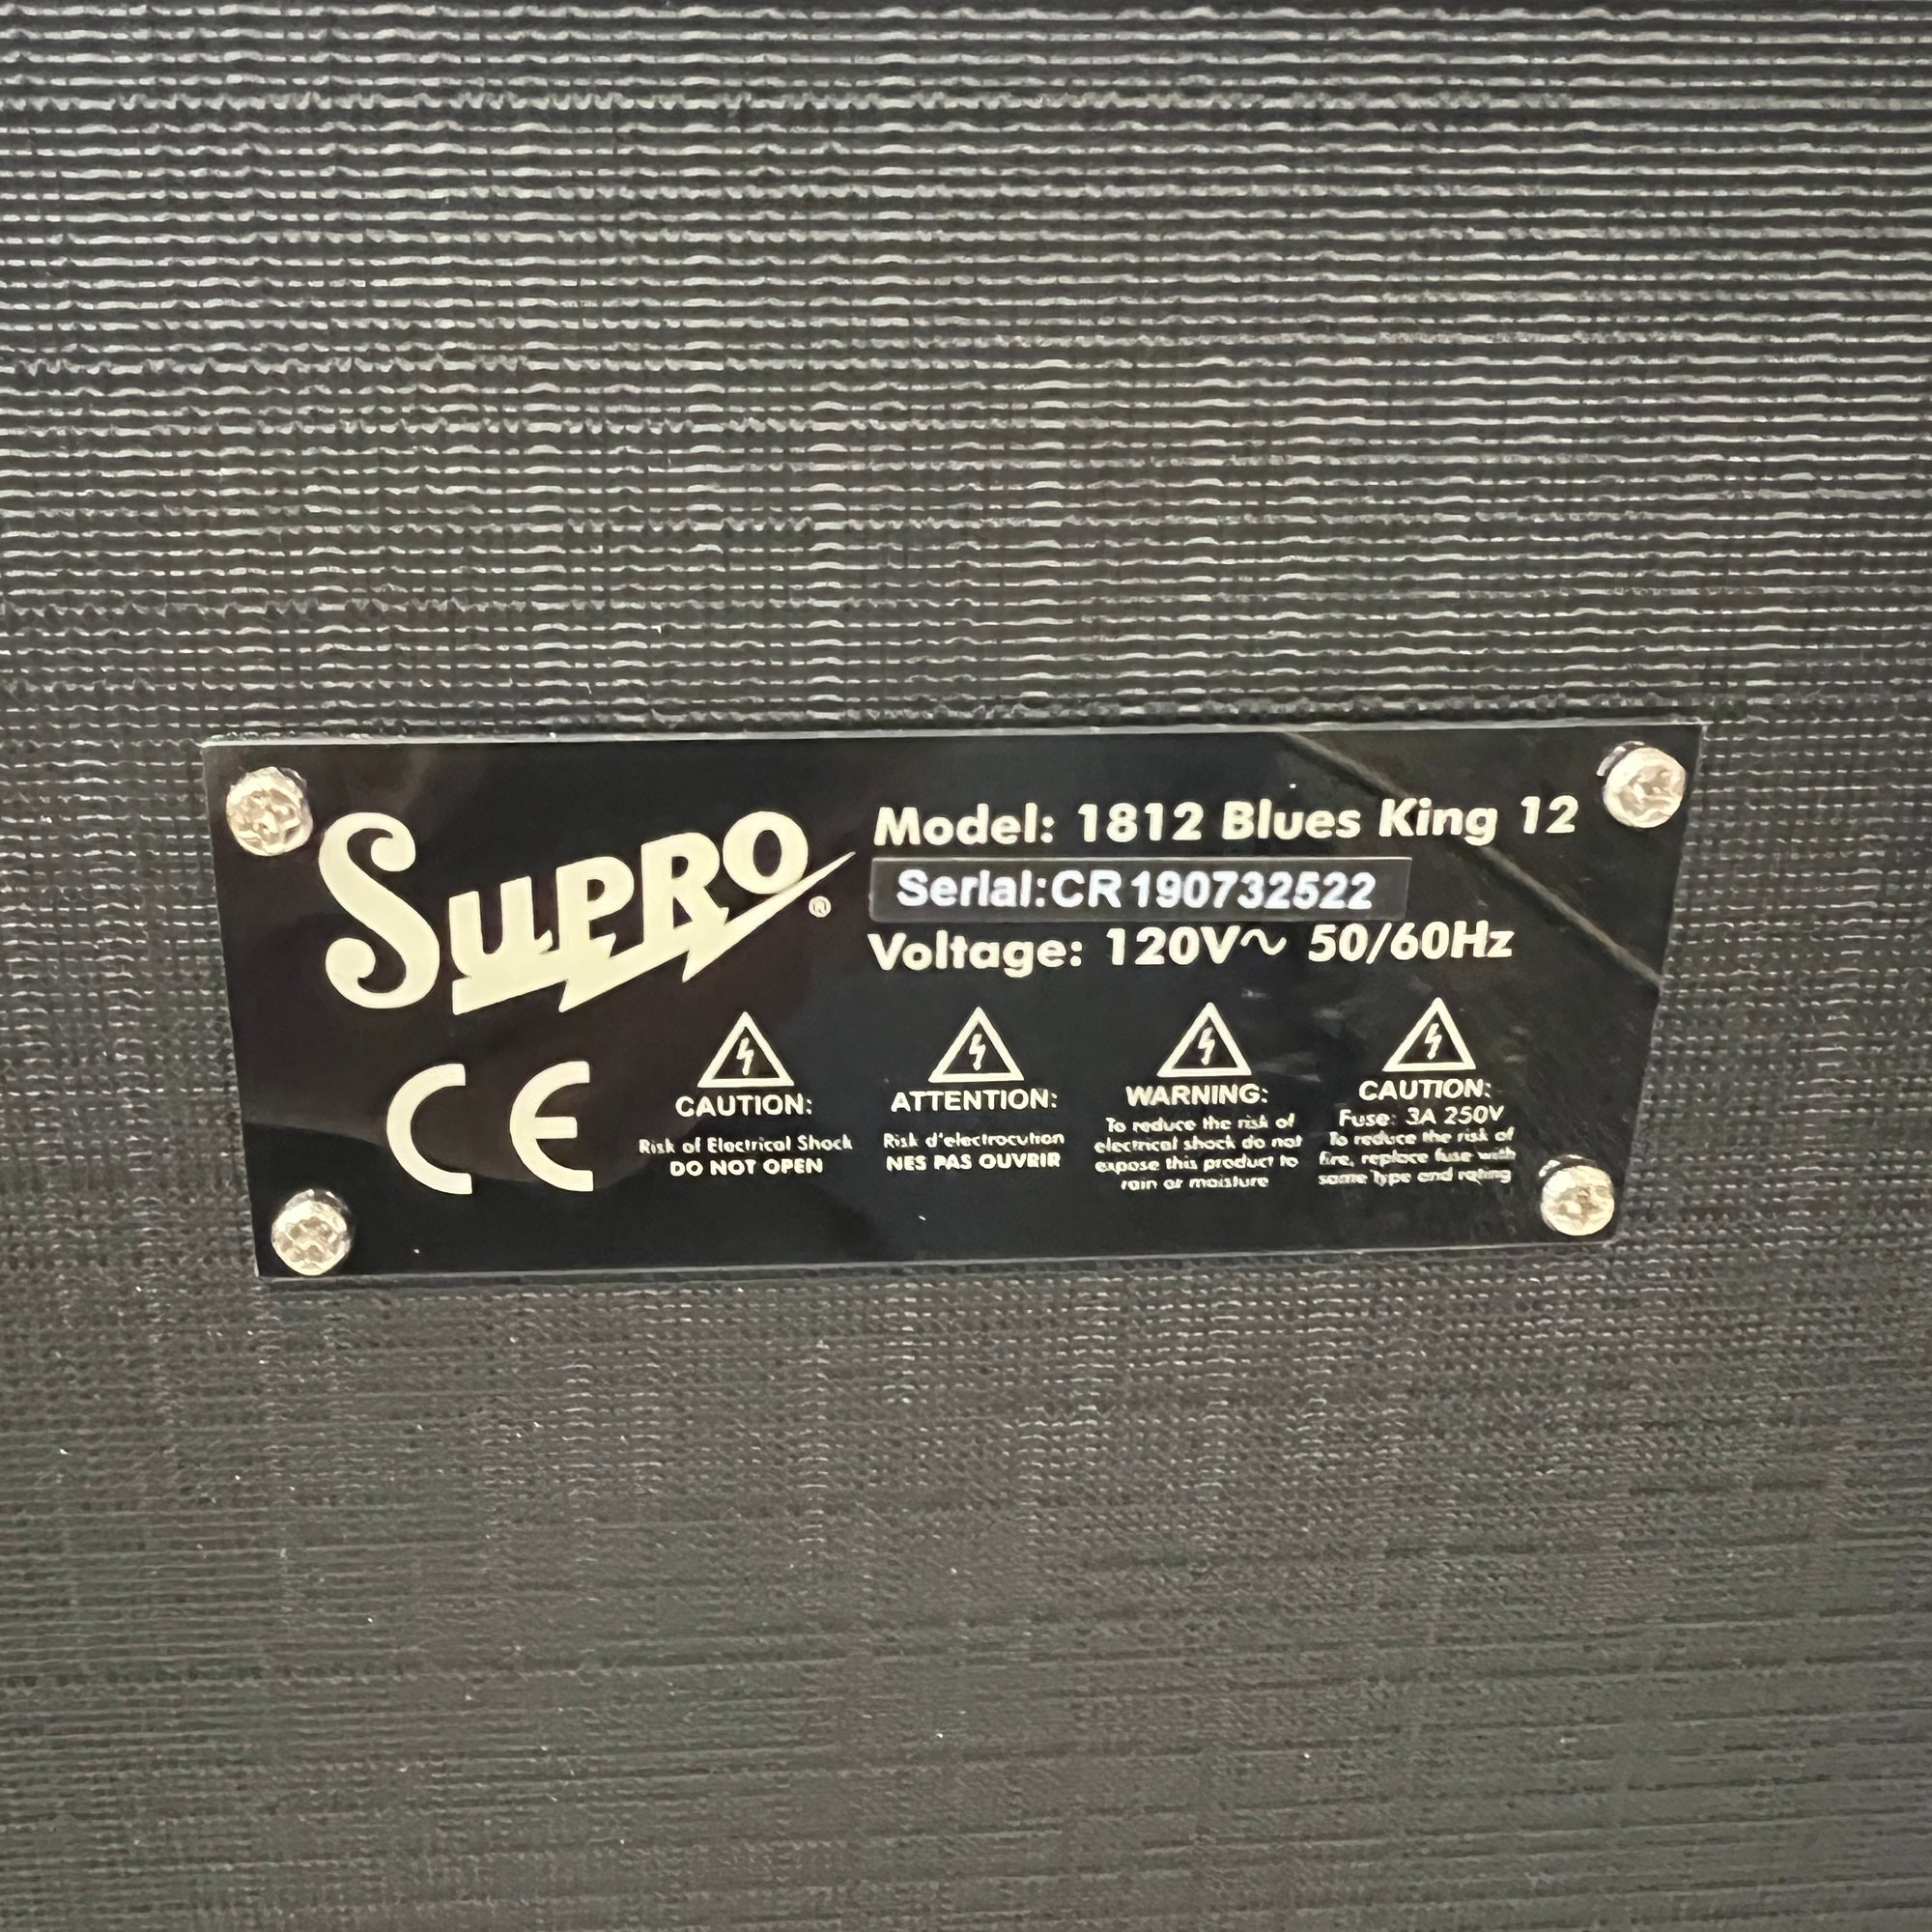 SUPRO®
Model: 1812 Blues King 12
Serial:CR190732522
Voltage: 120V~ 50/60Hz
CE
CAUTION:
Risk of Electrical Shock
DO NOT OPEN
ATTENTION:
Risk d'electrocution
NES PAS OUVRIR
WARNING:
To reduce the risk of
electrical shock do not
expose this product to
rain or moisture
CAUTION:
Fuse: 3A 250V
To reduce the risk of
fire, replace fuse with
same type and rating